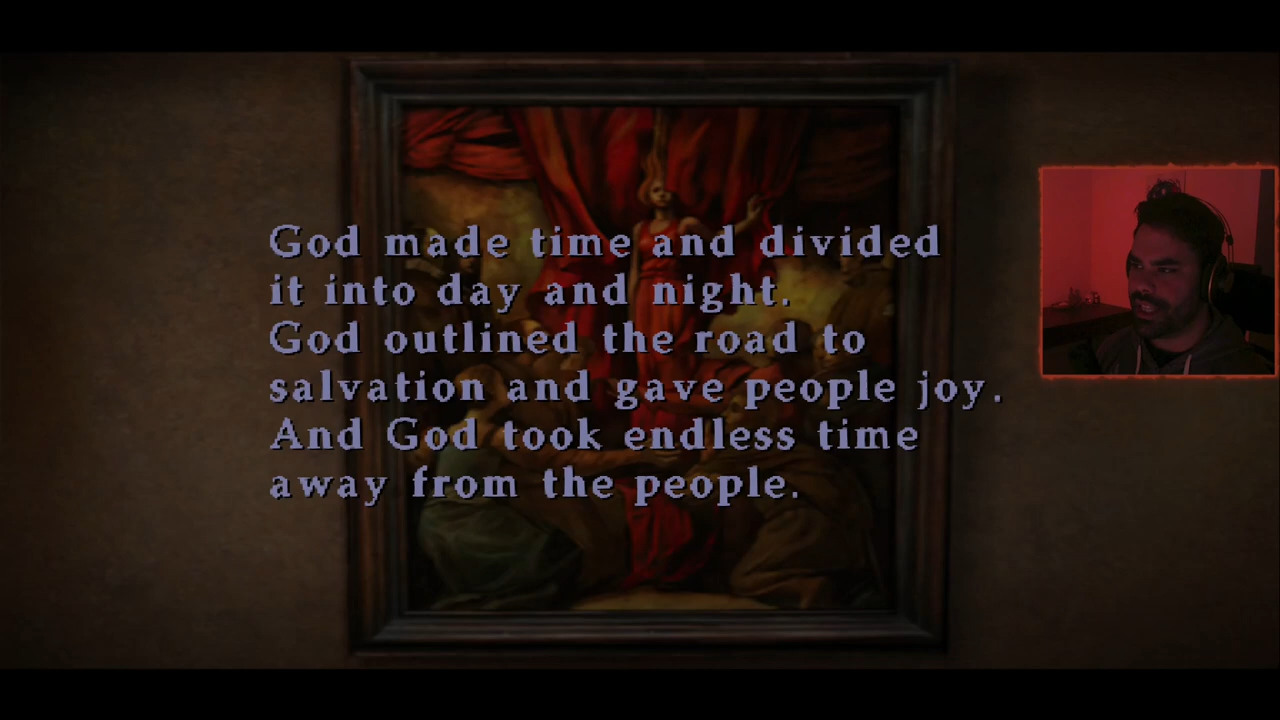 God made time and divided
it into day and night.
God outlined the road to
salvation and gave people joy.
And God took endless time
away from the people.